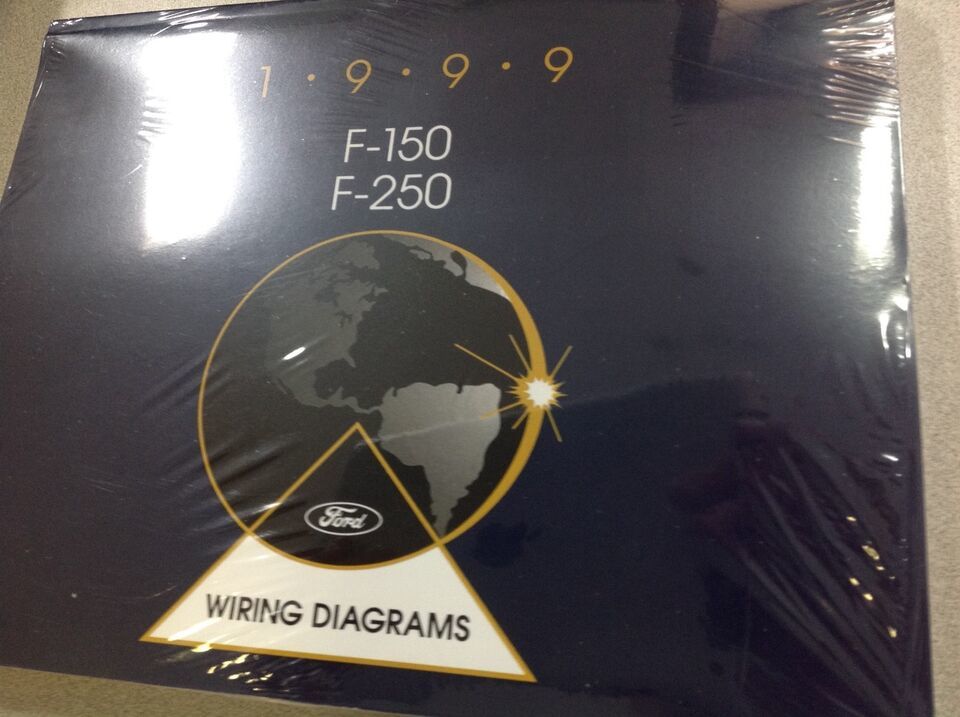 1 · 9 · 9 · 9
F-150
F-250
Ford
WIRING DIAGRAMS